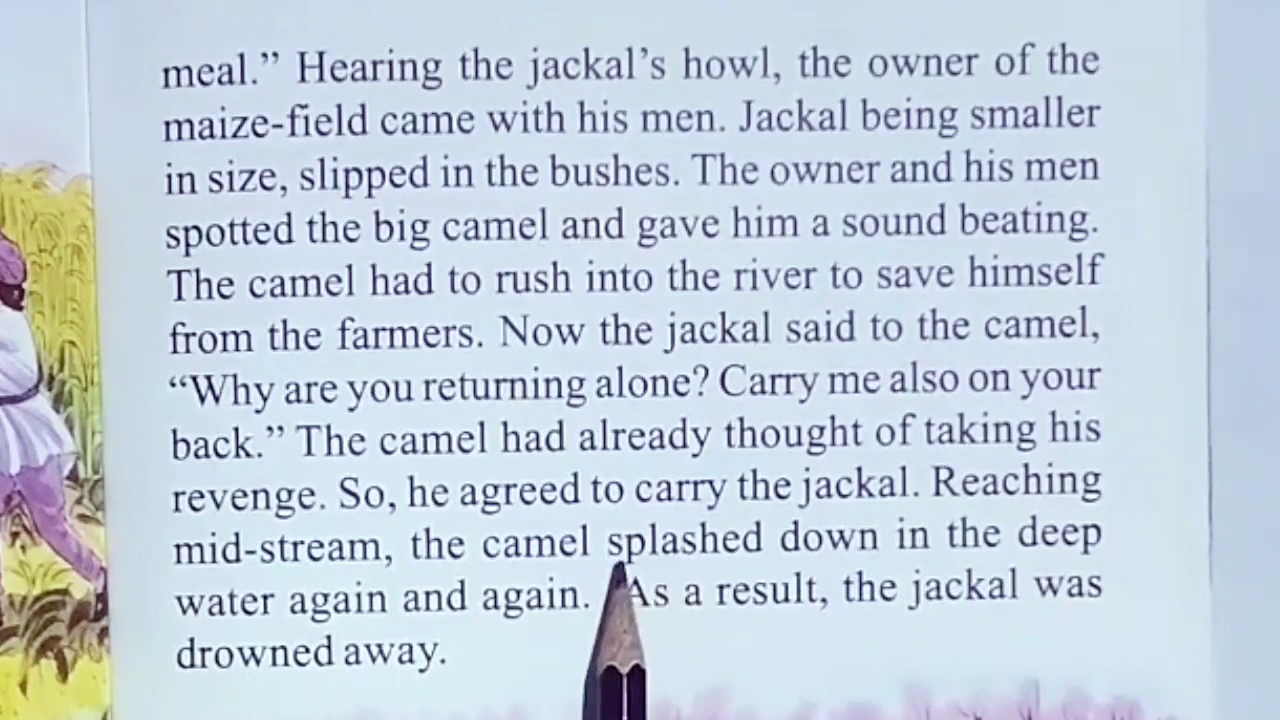 meal.” Hearing the jackal’s howl, the owner of the
maize-field came with his men. Jackal being smaller
in size, slipped in the bushes. The owner and his men
spotted the big camel and gave him a sound beating.
The camel had to rush into the river to save himself
from the farmers. Now the jackal said to the camel,
“Why are you returning alone? Carry me also on your
back.” The camel had already thought of taking his
revenge. So, he agreed to carry the jackal. Reaching
mid-stream, the camel splashed down in the deep
water again and again. As a result, the jackal was
drowned away.